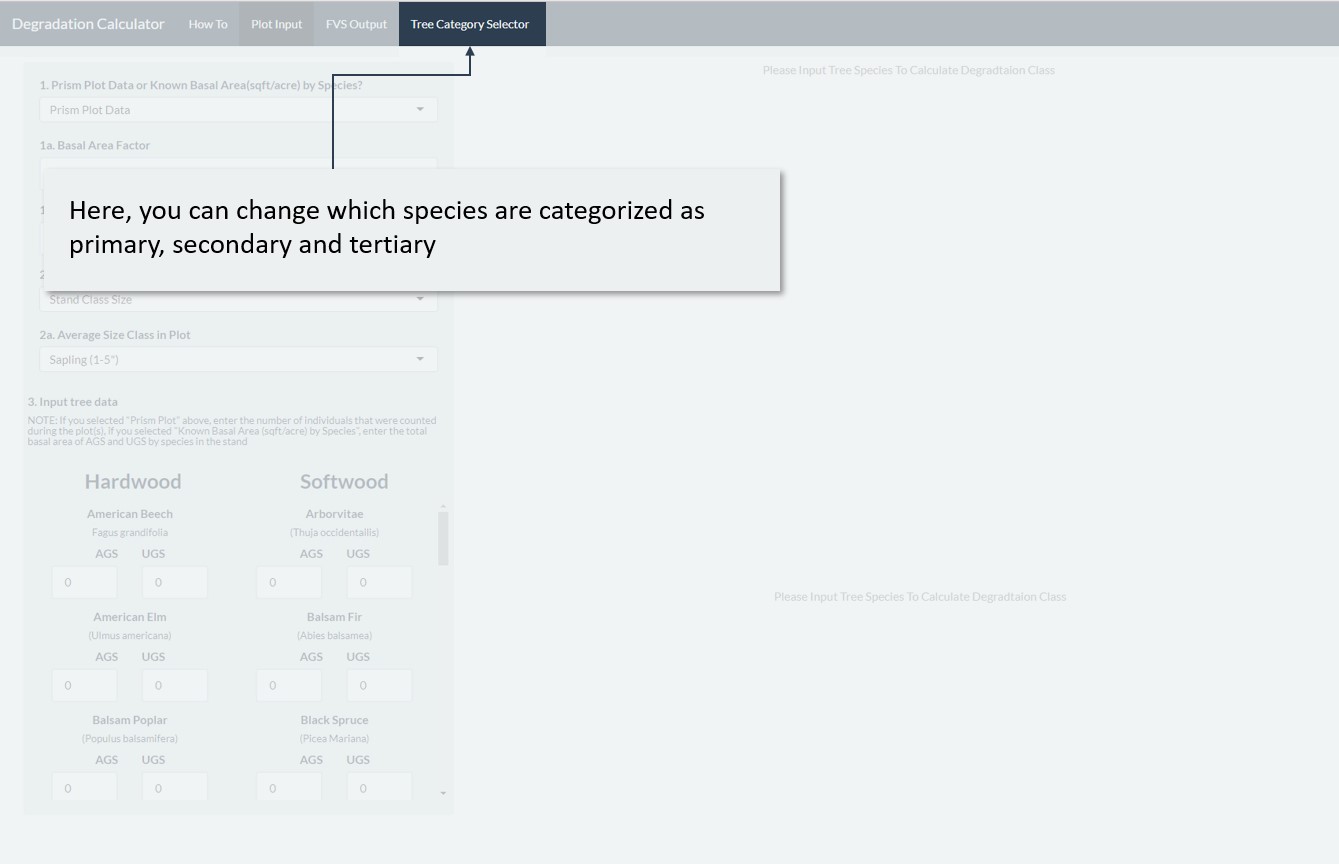 Degradation Calculator How To Plot Input FVS Output Tree Category Selector
Please Input Tree Species To Calculate Degradtaion Class
1. Prism Plot Data or Known Basal Area(sqft/acre) by Species?
Prism Plot Data
1a. Basal Area Factor
Here, you can change which species are categorized as
primary, secondary and tertiary
Stand Class Size
2a. Average Size Class in Plot
Sapling (1-5")
3. Input tree data
NOTE: If you selected "Prism Plot" above, enter the number of individuals that were counted
during the plot(s), if you selected "Known Basal Area (sqft/acre) by Species", enter the total
basal area of AGS and UGS by species in the stand
Hardwood Softwood
American Beech Arborvitae
Fagus grandifolia (Thuja occidentaiils)
AGS UGS AGS UGS
0 0 0 0
American Elm Balsam Fir
(Ulmus americana) (Abies balsamea)
AGS UGS AGS UGS
0 0 0 0
Balsam Poplar Black Spruce
(Populus balsamifera) (Picea Mariana)
AGS UGS AGS UGS
0 0 0 0
Please Input Tree Species To Calculate Degradtaion Class